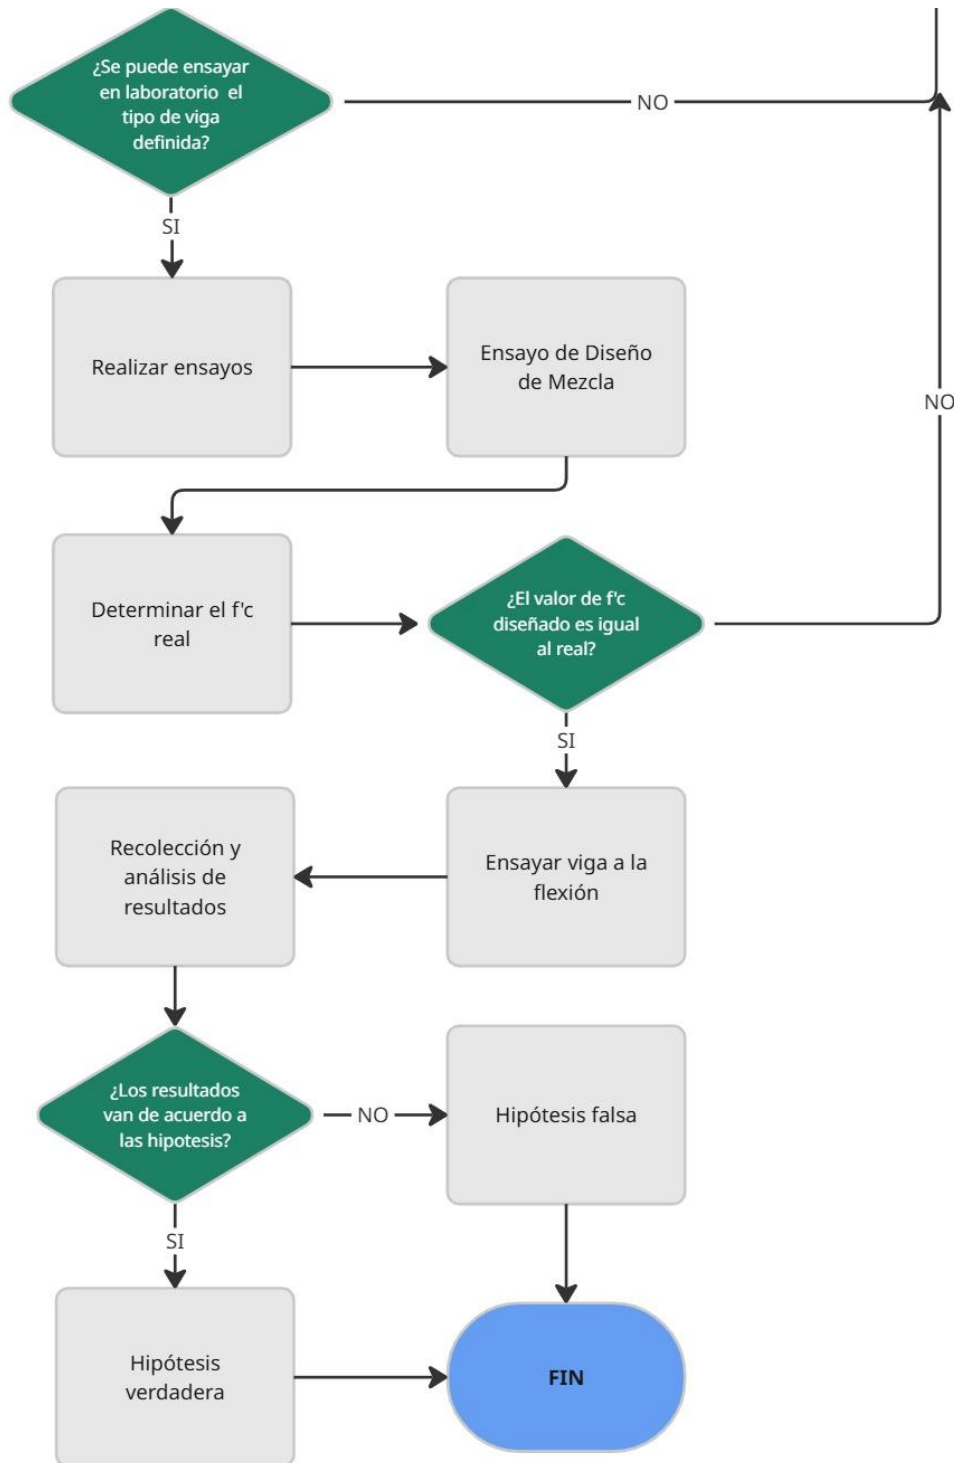 ¿Se puede ensayar
en laboratorio el
tipo de viga
definida?
NO
SI
Realizar ensayos
Ensayo de Diseño
de Mezcla
NO
Determinar el f'c
real
¿El valor de f'c
diseñado es igual
al real?
SI
Recolección y
análisis de
resultados
Ensayar viga a la
flexión
¿Los resultados
van de acuerdo a
las hipotesis?
NO
Hipótesis falsa
SI
Hipótesis
verdadera
FIN